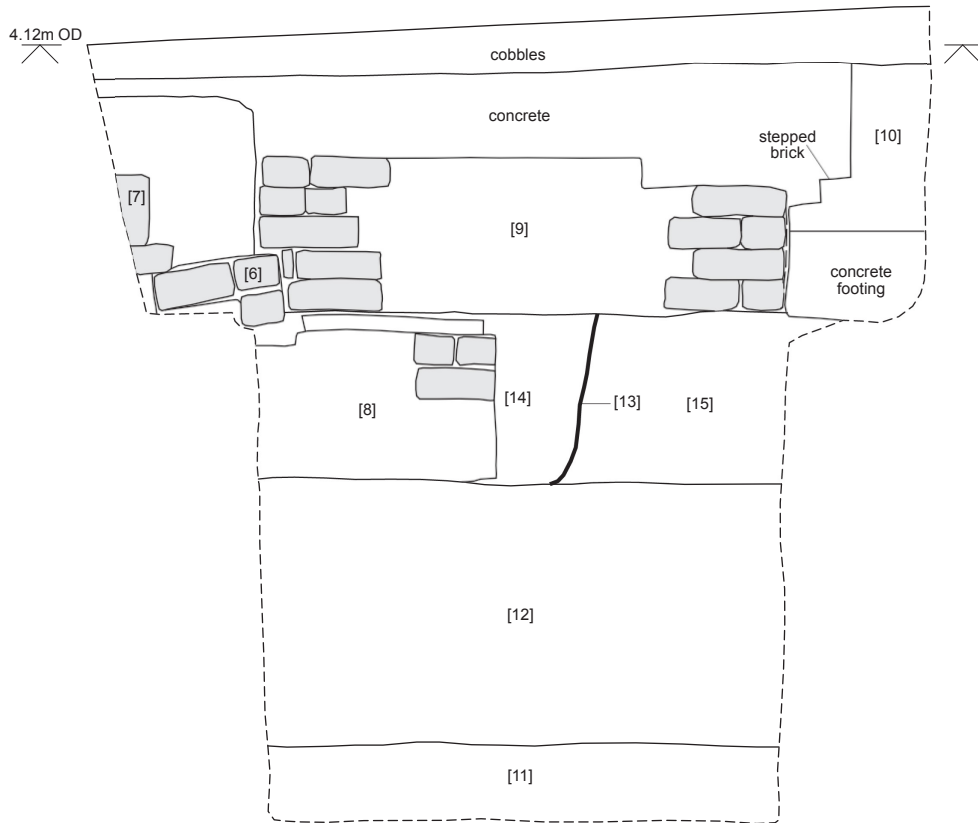 4.12m OD
cobbles
concrete
stepped
brick
[10]
[7]
[9]
[6]
concrete
footing
[14]
[13]
[15]
[8]
[12]
[11]